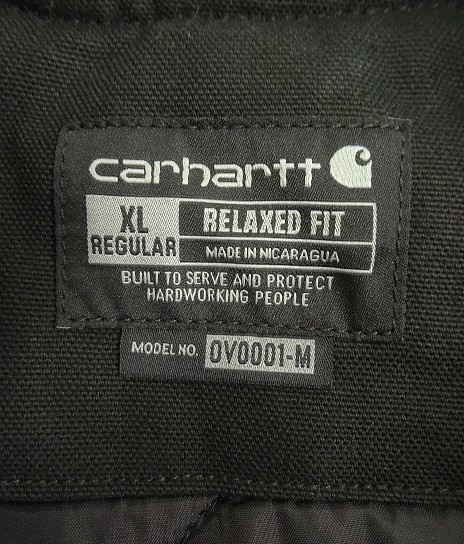 carhartt
XL
REGULAR
RELAXED FIT
MADE IN NICARAGUA
BUILT TO SERVE AND PROTECT
HARDWORKING PEOPLE
MODEL NO. OV0001-M